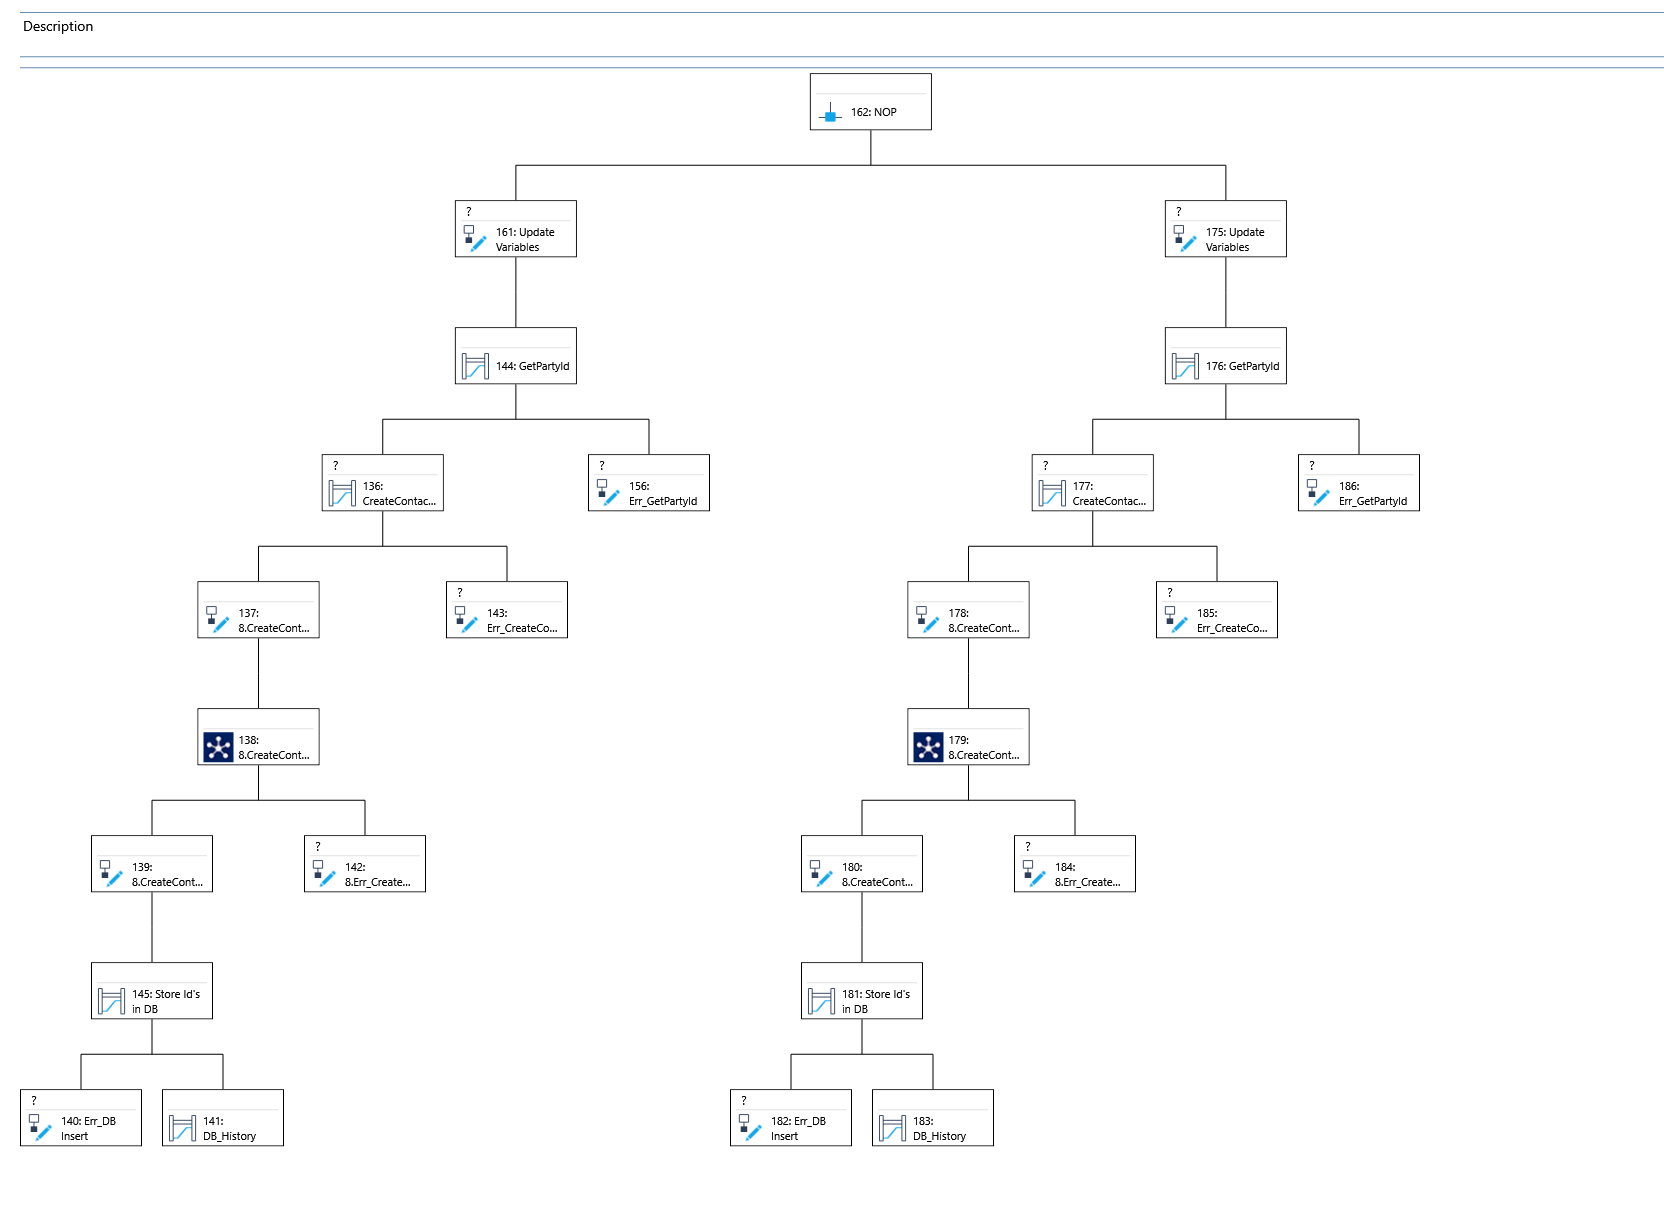 Description
162: NOP
?
161: Update
Variables
?
175: Update
Variables
144: GetPartyId
176: GetPartyId
?
136:
CreateContac...
?
156:
Err_GetPartyId
?
177:
CreateContac...
?
186:
Err_GetPartyId
137:
8.CreateCont...
?
143:
Err_CreateCo...
178:
8.CreateCont...
?
185:
Err_CreateCo...
138:
8.CreateCont...
179:
8.CreateCont...
139:
8.CreateCont...
?
142:
8.Err_Create...
180:
8.CreateCont...
?
184:
8.Err_Create...
145: Store Id's
in DB
181: Store Id's
in DB
?
140: Err_DB
Insert
141:
DB_History
?
182: Err_DB
Insert
183:
DB_History